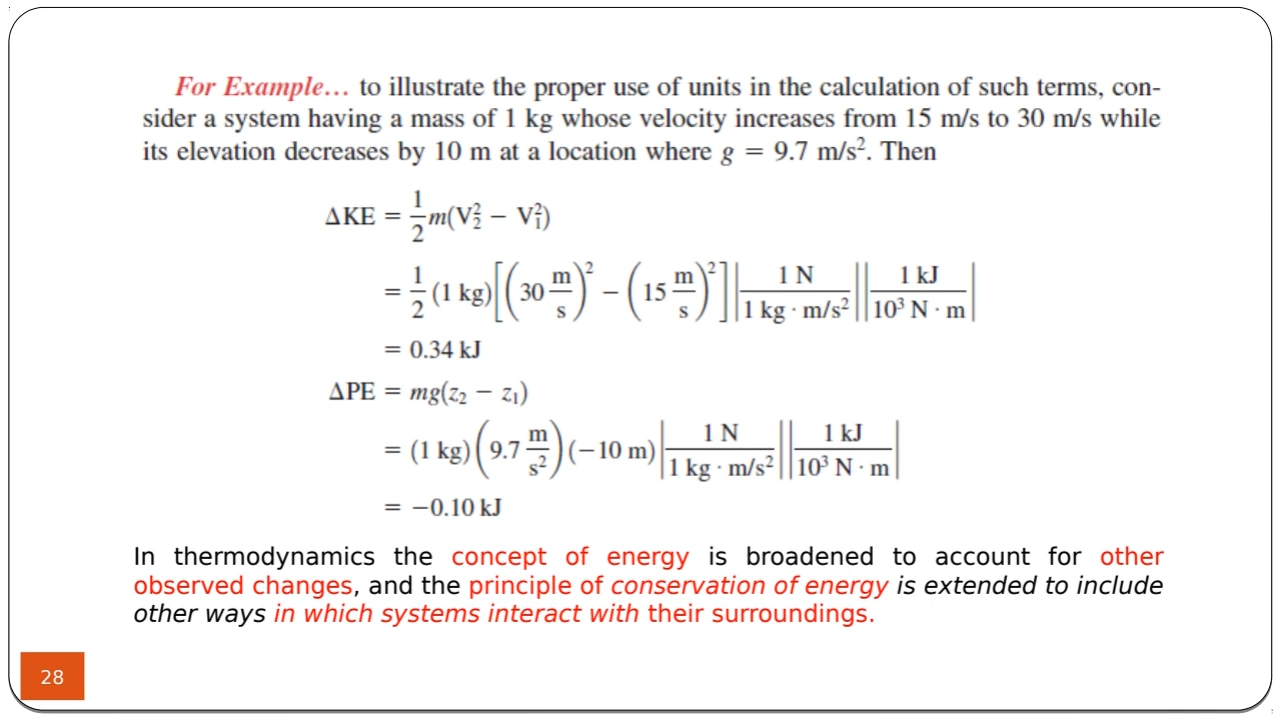 For Example... to illustrate the proper use of units in the calculation of such terms, con-
sider a system having a mass of 1 kg whose velocity increases from 15 m/s to 30 m/s while
its elevation decreases by 10 m at a location where g = 9.7 m/s². Then
ΔKE = 1/2 m(V₂² − V₁²)
= 1/2 (1 kg)[(30 m/s)² − (15 m/s)²] |1 N / 1 kg · m/s²| |1 kJ / 10³ N · m|
= 0.34 kJ
ΔPE = mg(z₂ − z₁)
= (1 kg)(9.7 m/s²)(−10 m) |1 N / 1 kg · m/s²| |1 kJ / 10³ N · m|
= −0.10 kJ
In thermodynamics the concept of energy is broadened to account for other
observed changes, and the principle of conservation of energy is extended to include
other ways in which systems interact with their surroundings.
28